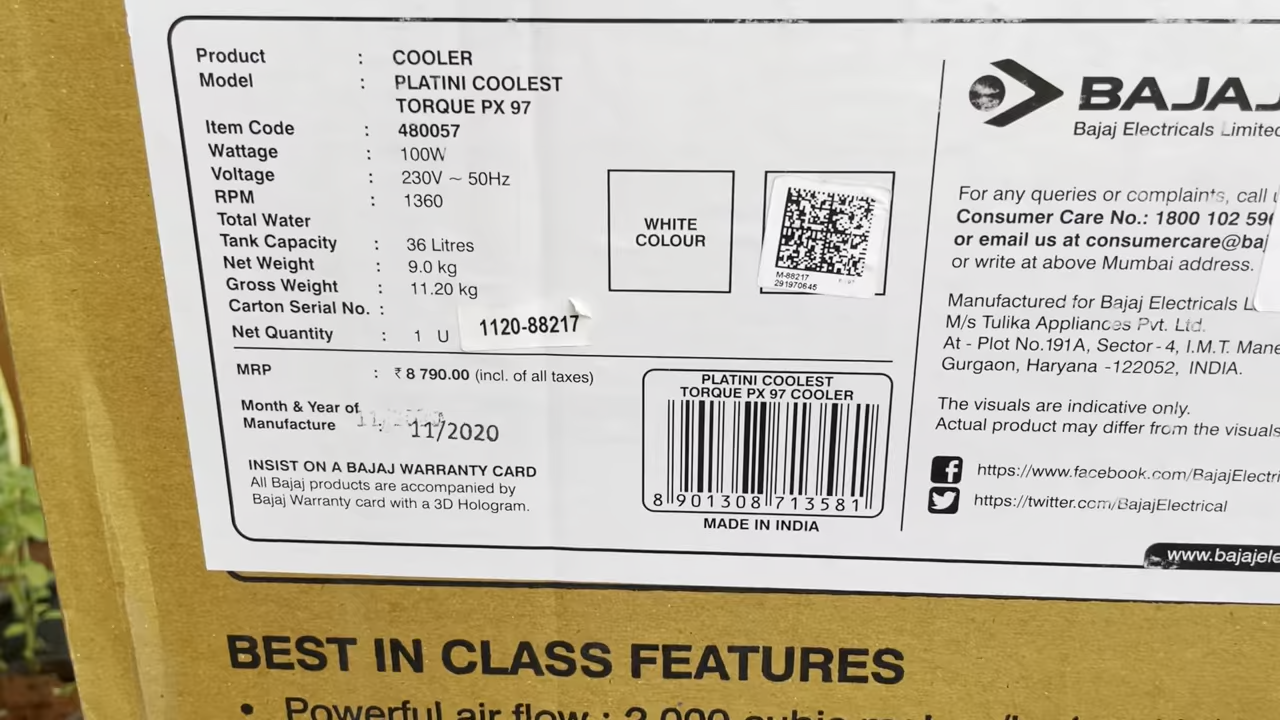 Product : COOLER
Model : PLATINI COOLEST
TORQUE PX 97
Item Code : 480057
Wattage : 100W
Voltage : 230V ~ 50Hz
RPM : 1360
Total Water
Tank Capacity : 36 Litres
Net Weight : 9.0 kg
Gross Weight : 11.20 kg
Carton Serial No. :
1120-88217
Net Quantity : 1 U
MRP : ₹ 8 790.00 (incl. of all taxes)
Month & Year of
Manufacture : 11/2020
INSIST ON A BAJAJ WARRANTY CARD
All Bajaj products are accompanied by
Bajaj Warranty card with a 3D Hologram.
WHITE
COLOUR
M-88217
291970645
PLATINI COOLEST
TORQUE PX 97 COOLER
8 901308 713581
MADE IN INDIA
BAJAJ
Bajaj Electricals Limited
For any queries or complaints, call
Consumer Care No.: 1800 102 59
or email us at consumercare@baj
or write at above Mumbai address.
Manufactured for Bajaj Electricals L
M/s Tulika Appliances Pvt. Ltd.
At - Plot No.191A, Sector - 4, I.M.T. Mane
Gurgaon, Haryana -122052, INDIA.
The visuals are indicative only.
Actual product may differ from the visuals
https://www.facebook.com/BajajElectri
https://twitter.com/BajajElectrical
www.bajajele
BEST IN CLASS FEATURES
• Powerful air flow : 2,000 cubic